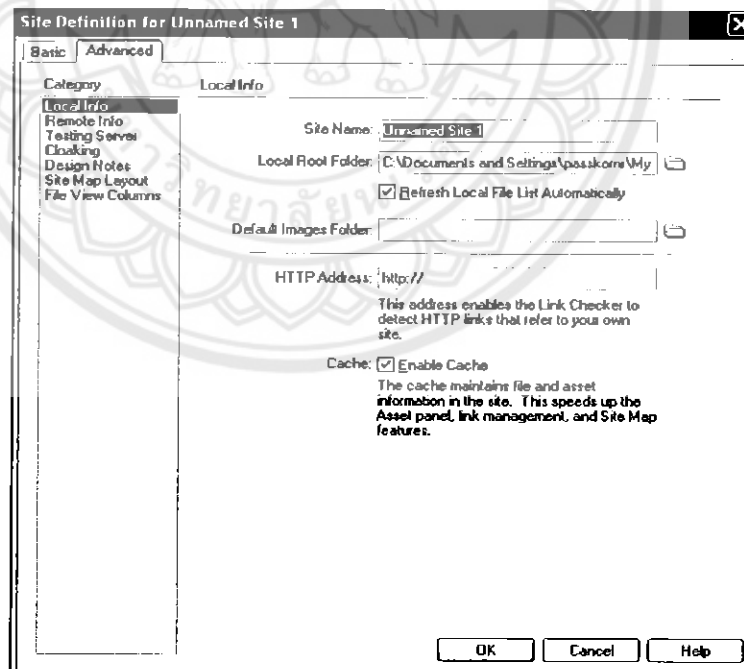 Site Definition for Unnamed Site 1
Basic Advanced
Category
Local Info
Remote Info
Testing Server
Cloaking
Design Notes
Site Map Layout
File View Columns
Local Info
Site Name: Unnamed Site 1
Local Root Folder: C:\Documents and Settings\passkorn\My
Refresh Local File List Automatically
Default Images Folder:
HTTP Address: http://
This address enables the Link Checker to
detect HTTP links that refer to your own
site.
Cache: Enable Cache
The cache maintains file and asset
information in the site. This speeds up the
Asset panel, link management, and Site Map
features.
OK Cancel Help